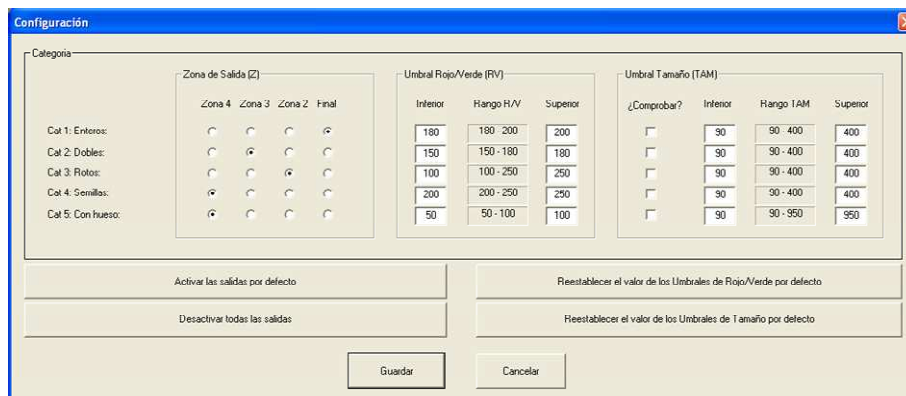 Configuración
Categoria
Zona de Salida (Z) Umbral Rojo/Verde (RV) Umbral Tamaño (TAM)
Zona 4 Zona 3 Zona 2 Final Inferior Rango R/V Superior ¿Comprobar? Inferior Rango TAM Superior
Cat 1: Enteros: 180 180 - 200 200 90 90 - 400 400
Cat 2: Dobles: 150 150 - 180 180 90 90 - 400 400
Cat 3: Rotos: 100 100 - 250 250 90 90 - 400 400
Cat 4: Semillas: 200 200 - 250 250 90 90 - 400 400
Cat 5: Con hueso: 50 50 - 100 100 90 90 - 950 950
Activar las salidas por defecto Reestablecer el valor de los Umbrales de Rojo/Verde por defecto
Desactivar todas las salidas Reestablecer el valor de los Umbrales de Tamaño por defecto
Guardar Cancelar